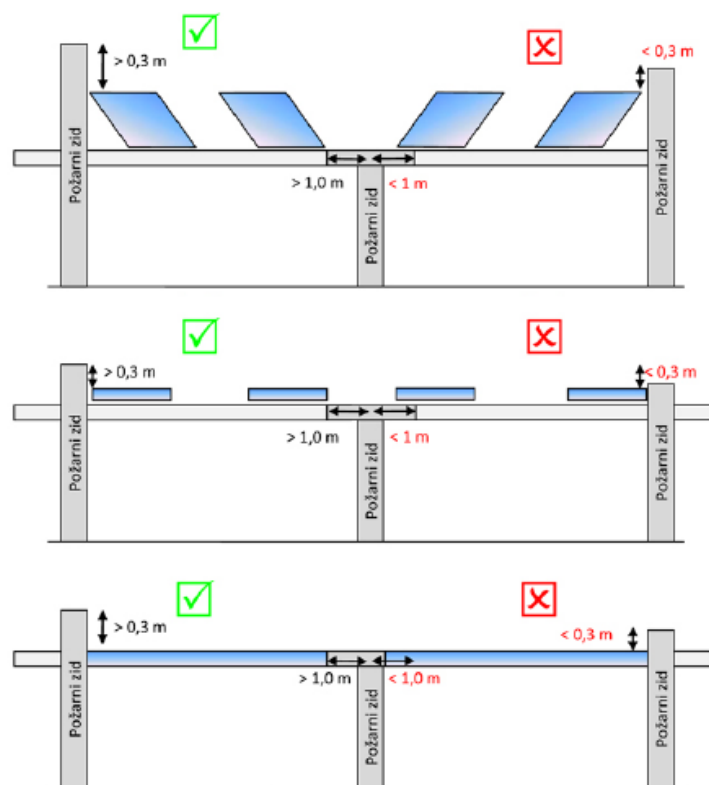 > 0,3 m
< 0,3 m
Požarni zid
Požarni zid
Požarni zid
> 1,0 m
< 1 m
> 0,3 m
< 0,3 m
Požarni zid
Požarni zid
Požarni zid
> 1,0 m
< 1 m
> 0,3 m
< 0,3 m
Požarni zid
Požarni zid
Požarni zid
> 1,0 m
< 1,0 m